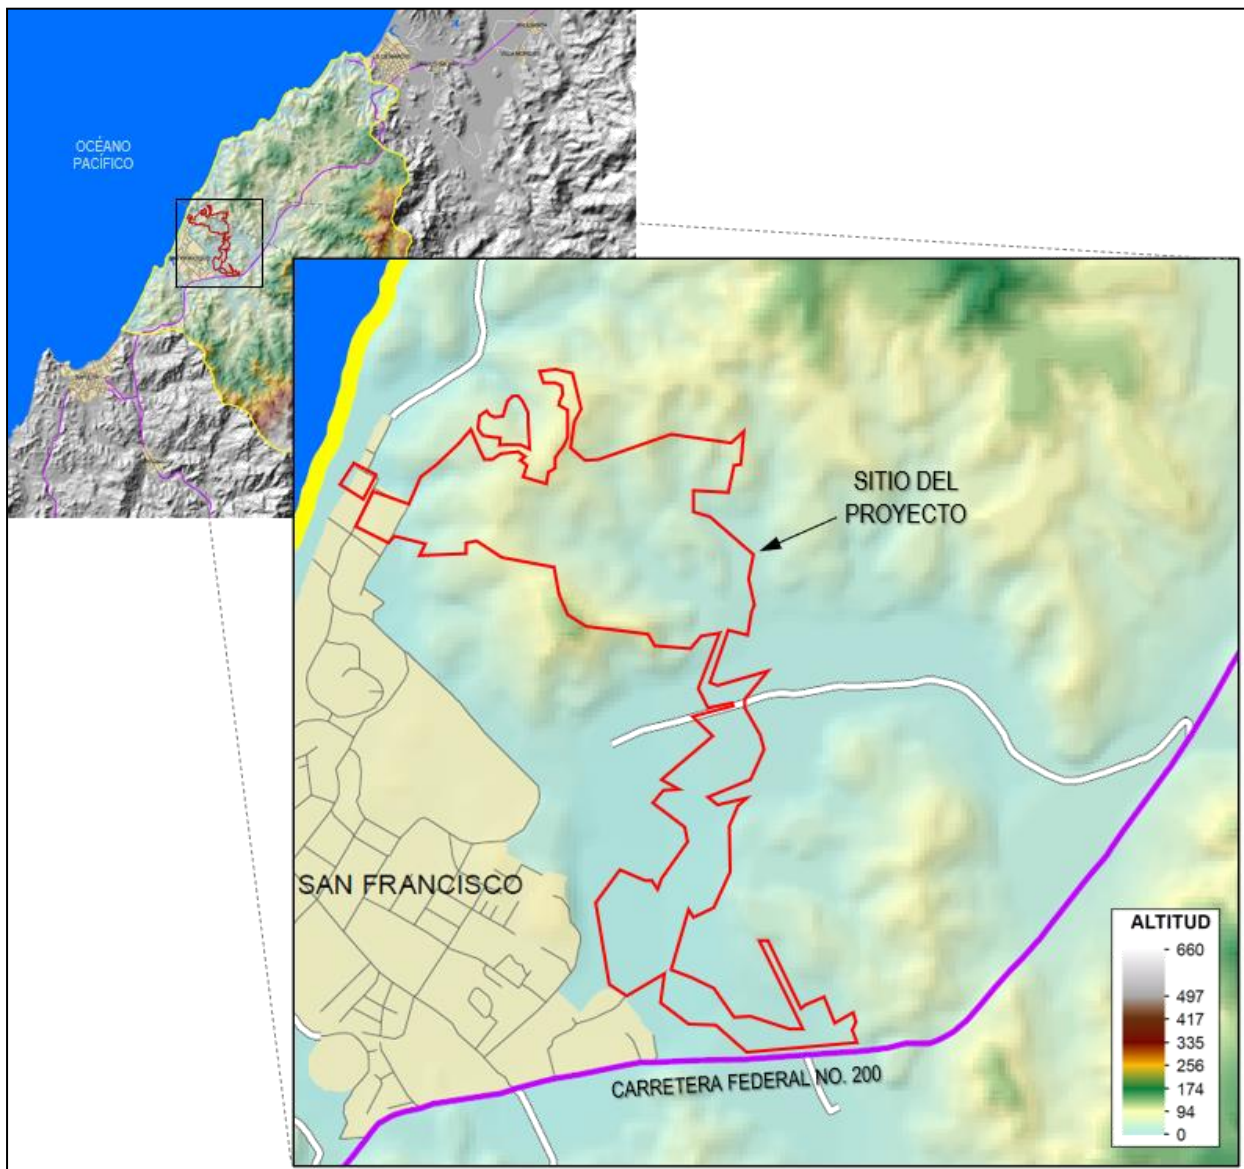 OCÉANO
PACÍFICO
SITIO DEL
PROYECTO
SAN FRANCISCO
CARRETERA FEDERAL NO. 200
ALTITUD
660
497
417
335
256
174
94
0